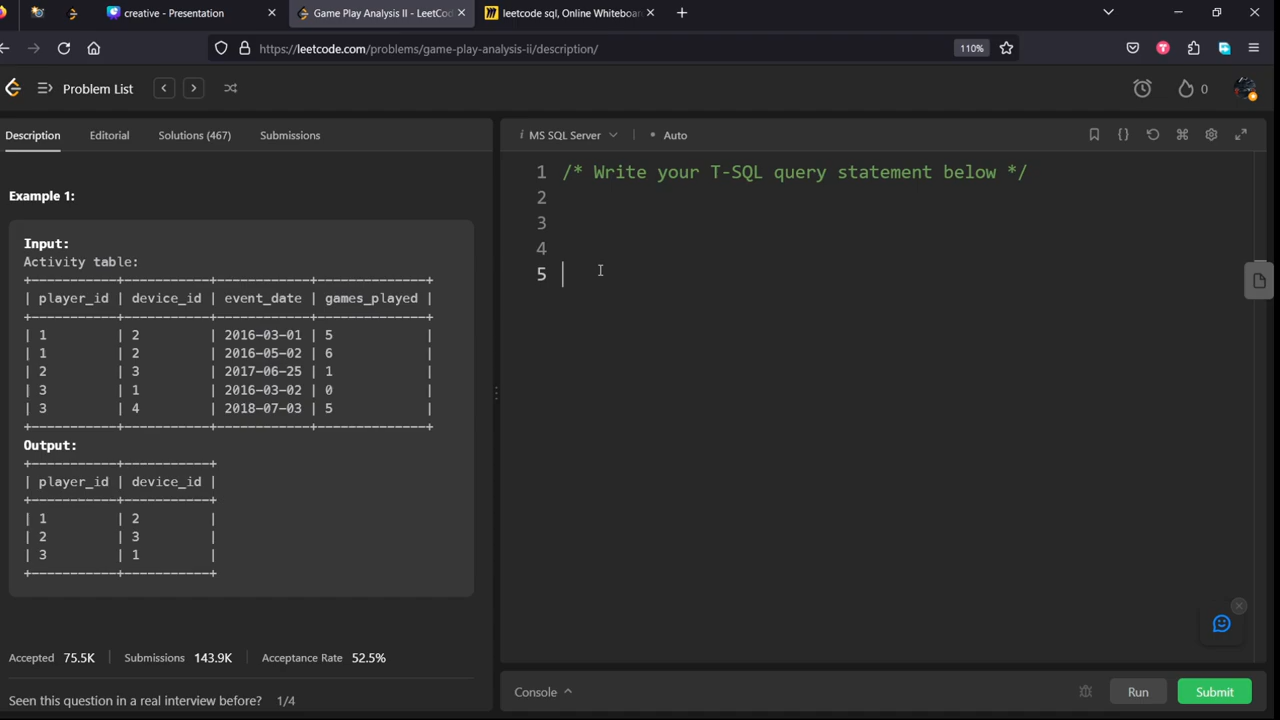 creative - Presentation
Game Play Analysis II - LeetCod
leetcode sql, Online Whiteboar
https://leetcode.com/problems/game-play-analysis-ii/description/
110%
Problem List
0
Description
Editorial
Solutions (467)
Submissions
i MS SQL Server
Auto
Example 1:
Input:
Activity table:
+-----------+-----------+------------+--------------+
| player_id | device_id | event_date | games_played |
+-----------+-----------+------------+--------------+
| 1 | 2 | 2016-03-01 | 5 |
| 1 | 2 | 2016-05-02 | 6 |
| 2 | 3 | 2017-06-25 | 1 |
| 3 | 1 | 2016-03-02 | 0 |
| 3 | 4 | 2018-07-03 | 5 |
+-----------+-----------+------------+--------------+
Output:
+-----------+-----------+
| player_id | device_id |
+-----------+-----------+
| 1 | 2 |
| 2 | 3 |
| 3 | 1 |
+-----------+-----------+
Accepted 75.5K
Submissions 143.9K
Acceptance Rate 52.5%
Seen this question in a real interview before? 1/4
1 /* Write your T-SQL query statement below */
2
3
4
5
Console
Run
Submit